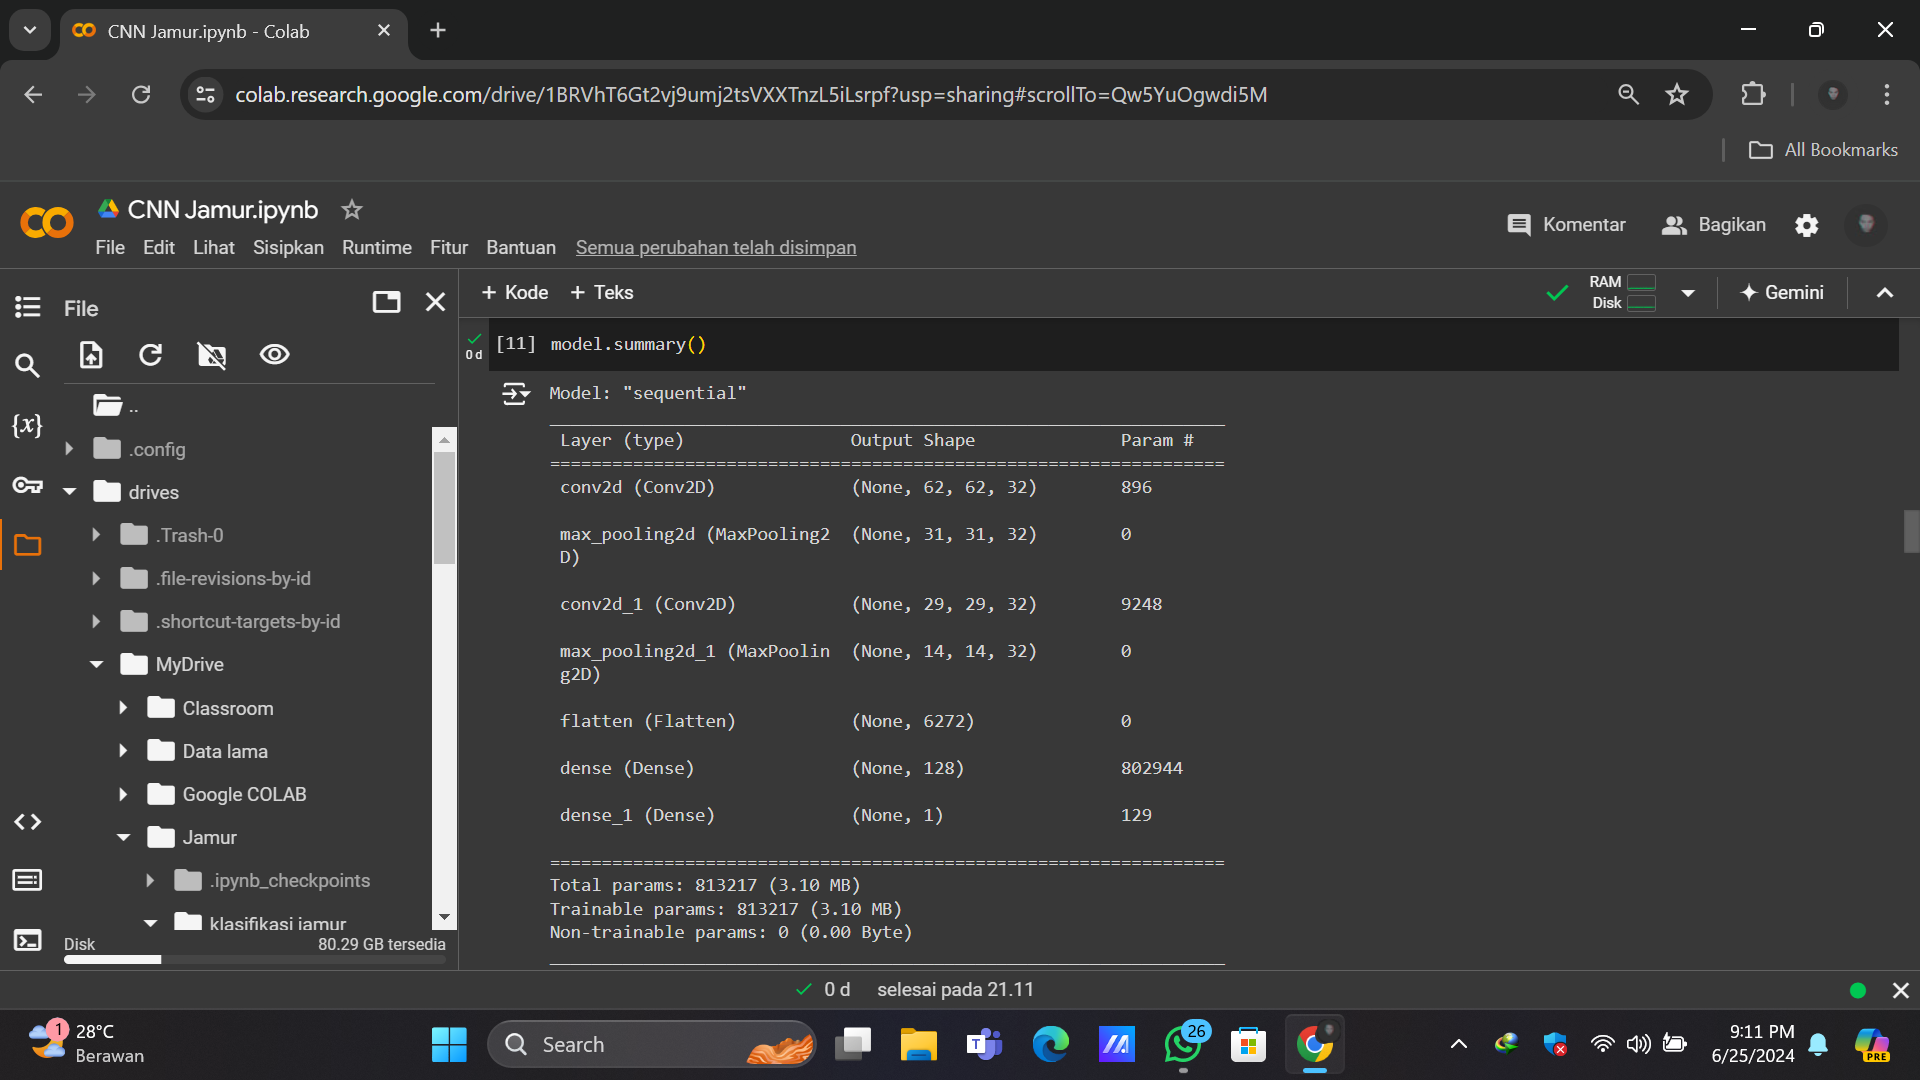 CNN Jamur.ipynb - Colab
colab.research.google.com/drive/1BRVhT6Gt2vj9umj2tsVXXTnzL5iLsrpf?usp=sharing#scrollTo=Qw5YuOgwdi5M
All Bookmarks
CNN Jamur.ipynb
Komentar Bagikan
File Edit Lihat Sisipkan Runtime Fitur Bantuan Semua perubahan telah disimpan
File
+ Kode + Teks
RAM
Disk
Gemini
..
.config
drives
.Trash-0
.file-revisions-by-id
.shortcut-targets-by-id
MyDrive
Classroom
Data lama
Google COLAB
Jamur
.ipynb_checkpoints
klasifikasi jamur
Disk 80.29 GB tersedia
{x}
0 d
[11] model.summary()
Model: "sequential"
Layer (type) Output Shape Param #
=================================================================
conv2d (Conv2D) (None, 62, 62, 32) 896
max_pooling2d (MaxPooling2 (None, 31, 31, 32) 0
D)
conv2d_1 (Conv2D) (None, 29, 29, 32) 9248
max_pooling2d_1 (MaxPoolin (None, 14, 14, 32) 0
g2D)
flatten (Flatten) (None, 6272) 0
dense (Dense) (None, 128) 802944
dense_1 (Dense) (None, 1) 129
=================================================================
Total params: 813217 (3.10 MB)
Trainable params: 813217 (3.10 MB)
Non-trainable params: 0 (0.00 Byte)
0 d selesai pada 21.11
1
28°C
Berawan
Search
T
26
9:11 PM
6/25/2024
PRE